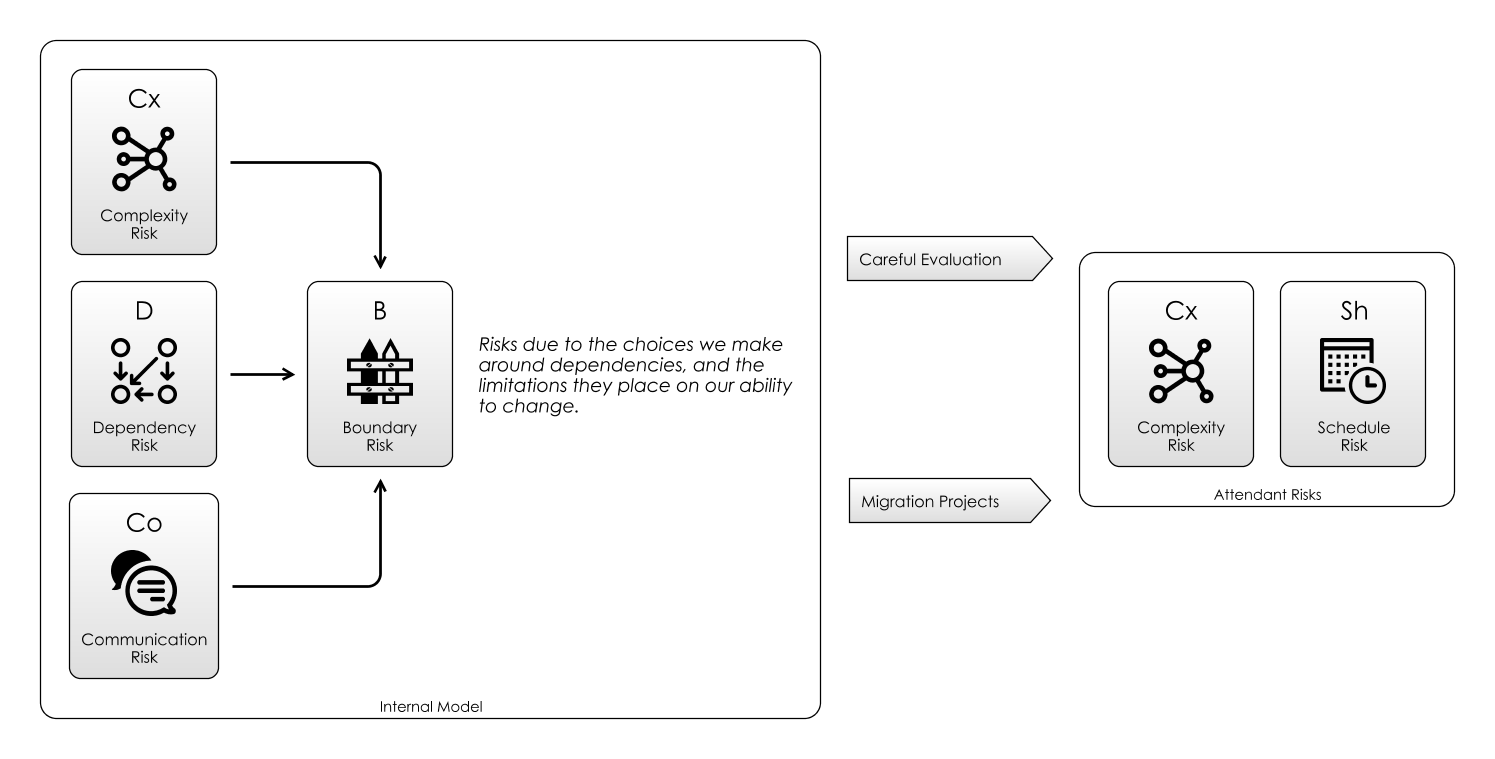 Cx
Complexity
Risk
D
Dependency
Risk
Co
Communication
Risk
B
Boundary
Risk
Risks due to the choices we make
around dependencies, and the
limitations they place on our ability
to change.
Internal Model
Careful Evaluation
Migration Projects
Cx
Complexity
Risk
Sh
Schedule
Risk
Attendant Risks